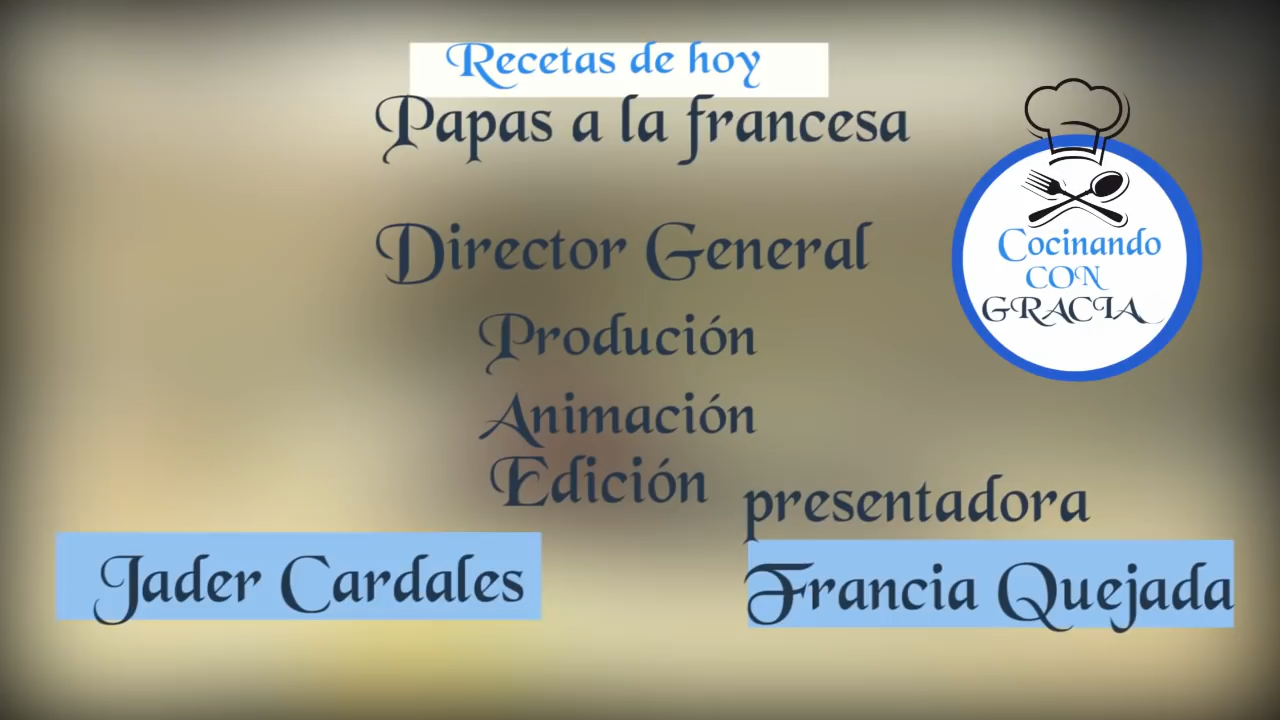 Recetas de hoy
Papas a la francesa
Director General
Produción
Animación
Edición
Jader Cardales
presentadora
Francia Quejada
Cocinando
CON
GRACIA